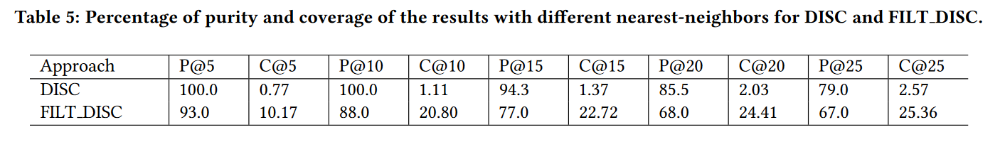 Table 5: Percentage of purity and coverage of the results with different nearest-neighbors for DISC and FILT_DISC.
Approach P@5 C@5 P@10 C@10 P@15 C@15 P@20 C@20 P@25 C@25
DISC 100.0 0.77 100.0 1.11 94.3 1.37 85.5 2.03 79.0 2.57
FILT_DISC 93.0 10.17 88.0 20.80 77.0 22.72 68.0 24.41 67.0 25.36